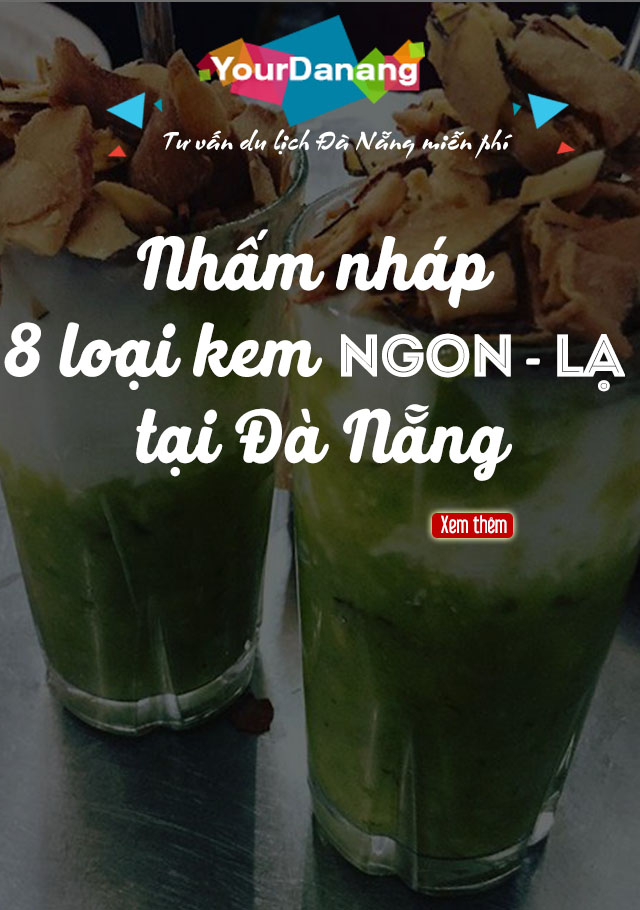 YourDanang
Tư vấn du lịch Đà Nẵng miễn phí
Nhấm nháp
8 loại kem NGON - LẠ
tại Đà Nẵng
Xem thêm